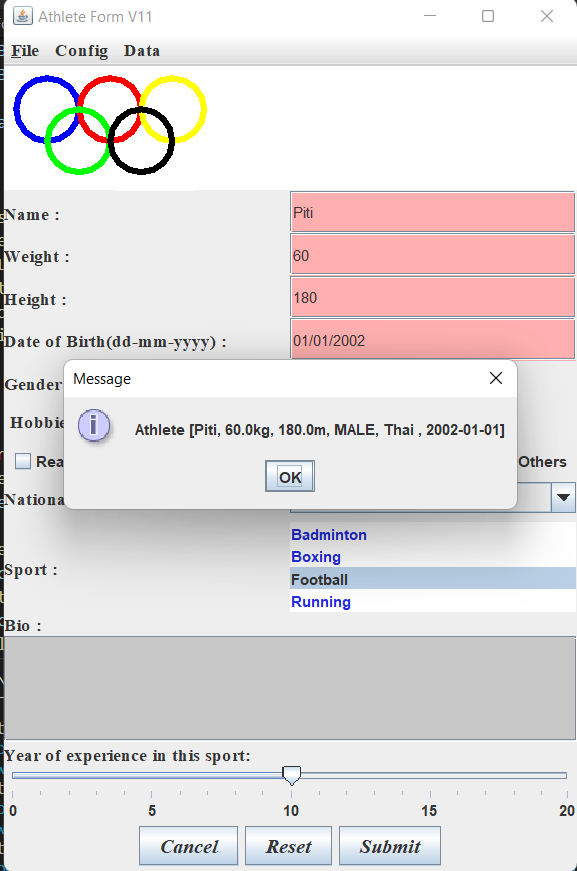 Athlete Form V11
File Config Data
Name : Piti
Weight : 60
Height : 180
Date of Birth(dd-mm-yyyy) : 01/01/2002
Gender
Message
Athlete [Piti, 60.0kg, 180.0m, MALE, Thai , 2002-01-01]
OK
Hobbie
Rea Others
Nationa
Badminton
Boxing
Sport : Football
Running
Bio :
Year of experience in this sport:
0 5 10 15 20
Cancel Reset Submit